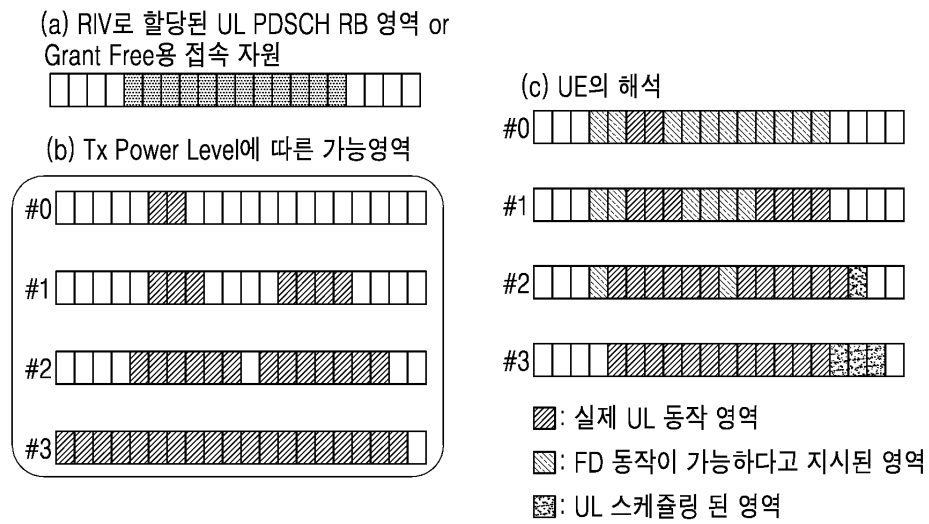 (a) RIV로 할당된 UL PDSCH RB 영역 or
Grant Free용 접속 자원
(b) Tx Power Level에 따른 가능영역
#0
#1
#2
#3
(c) UE의 해석
#0
#1
#2
#3
: 실제 UL 동작 영역
: FD 동작이 가능하다고 지시된 영역
: UL 스케쥴링 된 영역